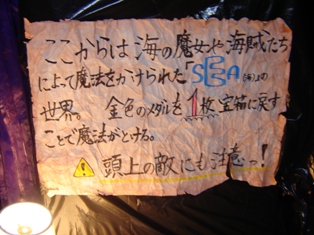 ここからは海の魔女や海賊たち
によって魔法をかけられた「SEA
世界。 金色のメダルを1枚宝箱に戻す
ことで魔法がとける。
頭上の敵にも注意っ!